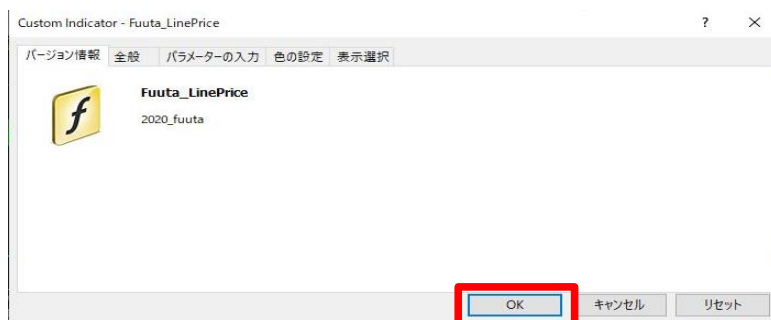 Custom Indicator - Fuuta_LinePrice ? ×
バージョン情報 全般 パラメーターの入力 色の設定 表示選択
f
Fuuta_LinePrice
2020_fuuta
OK キャンセル リセット